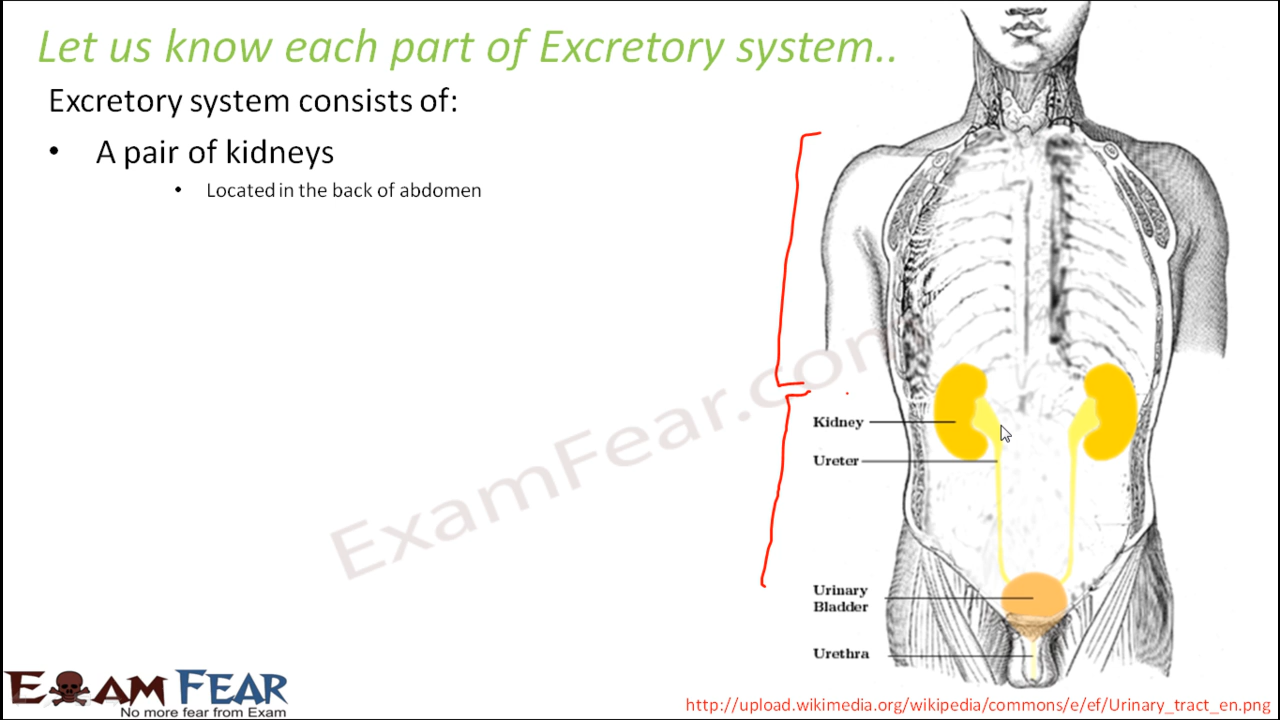 Let us know each part of Excretory system..
Excretory system consists of:
• A pair of kidneys
• Located in the back of abdomen
ExamFear.com
Kidney
Ureter
Urinary
Bladder
Urethra
EXAM FEAR
No more fear from Exam
http://upload.wikimedia.org/wikipedia/commons/e/ef/Urinary_tract_en.png